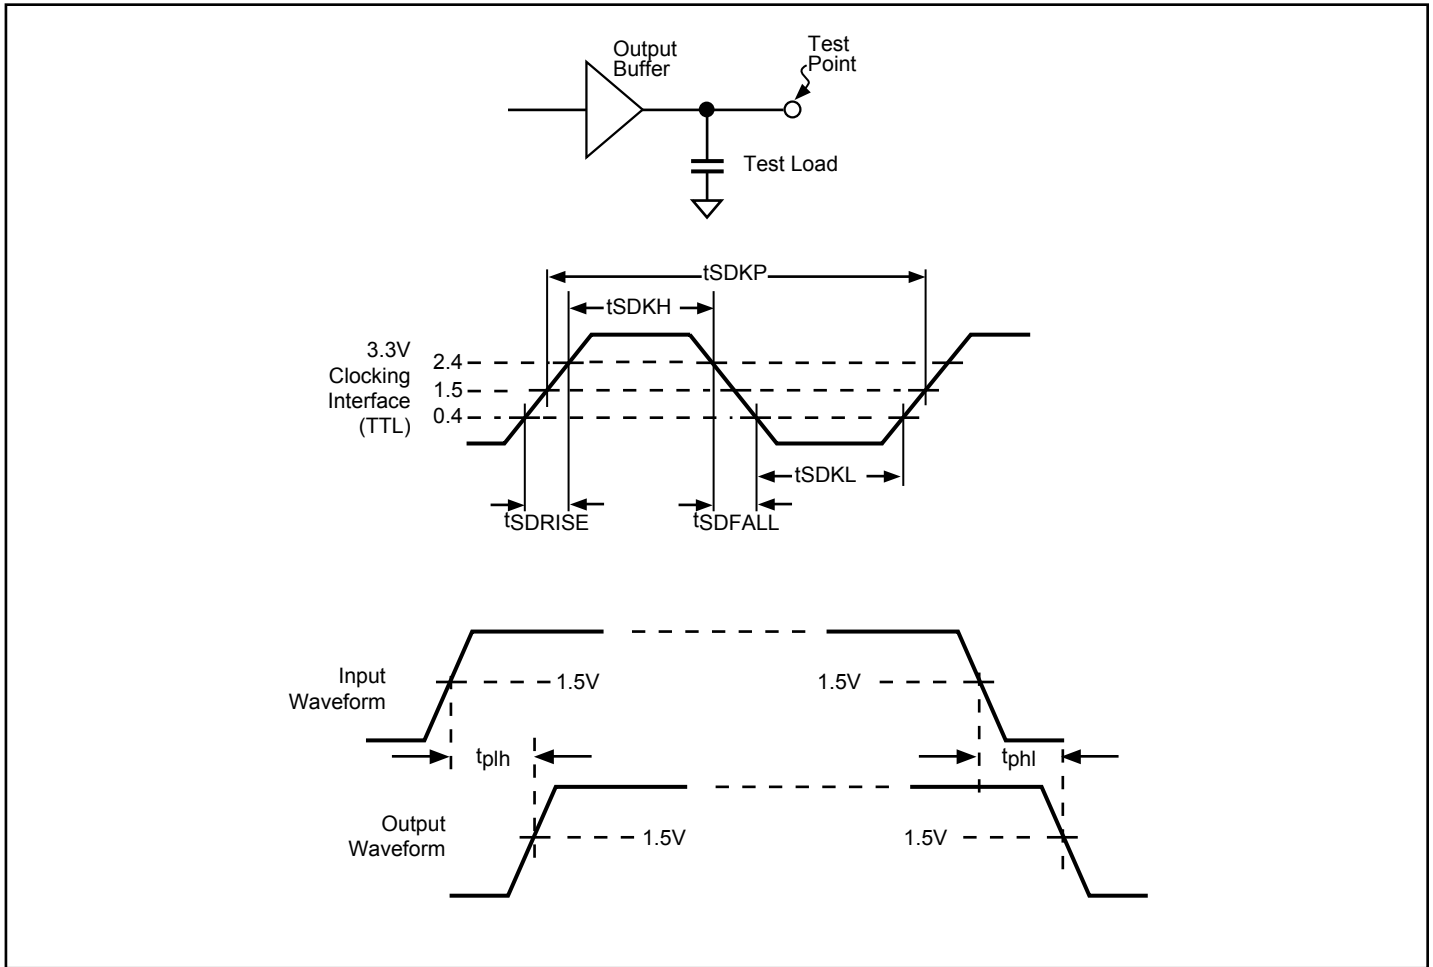 Output
Buffer
Test
Point
Test Load
tSDKP
tSDKH
3.3V
Clocking
Interface
(TTL)
2.4
1.5
0.4
tSDKL
tSDRISE
tSDFALL
Input
Waveform
1.5V
1.5V
tplh
tphl
Output
Waveform
1.5V
1.5V